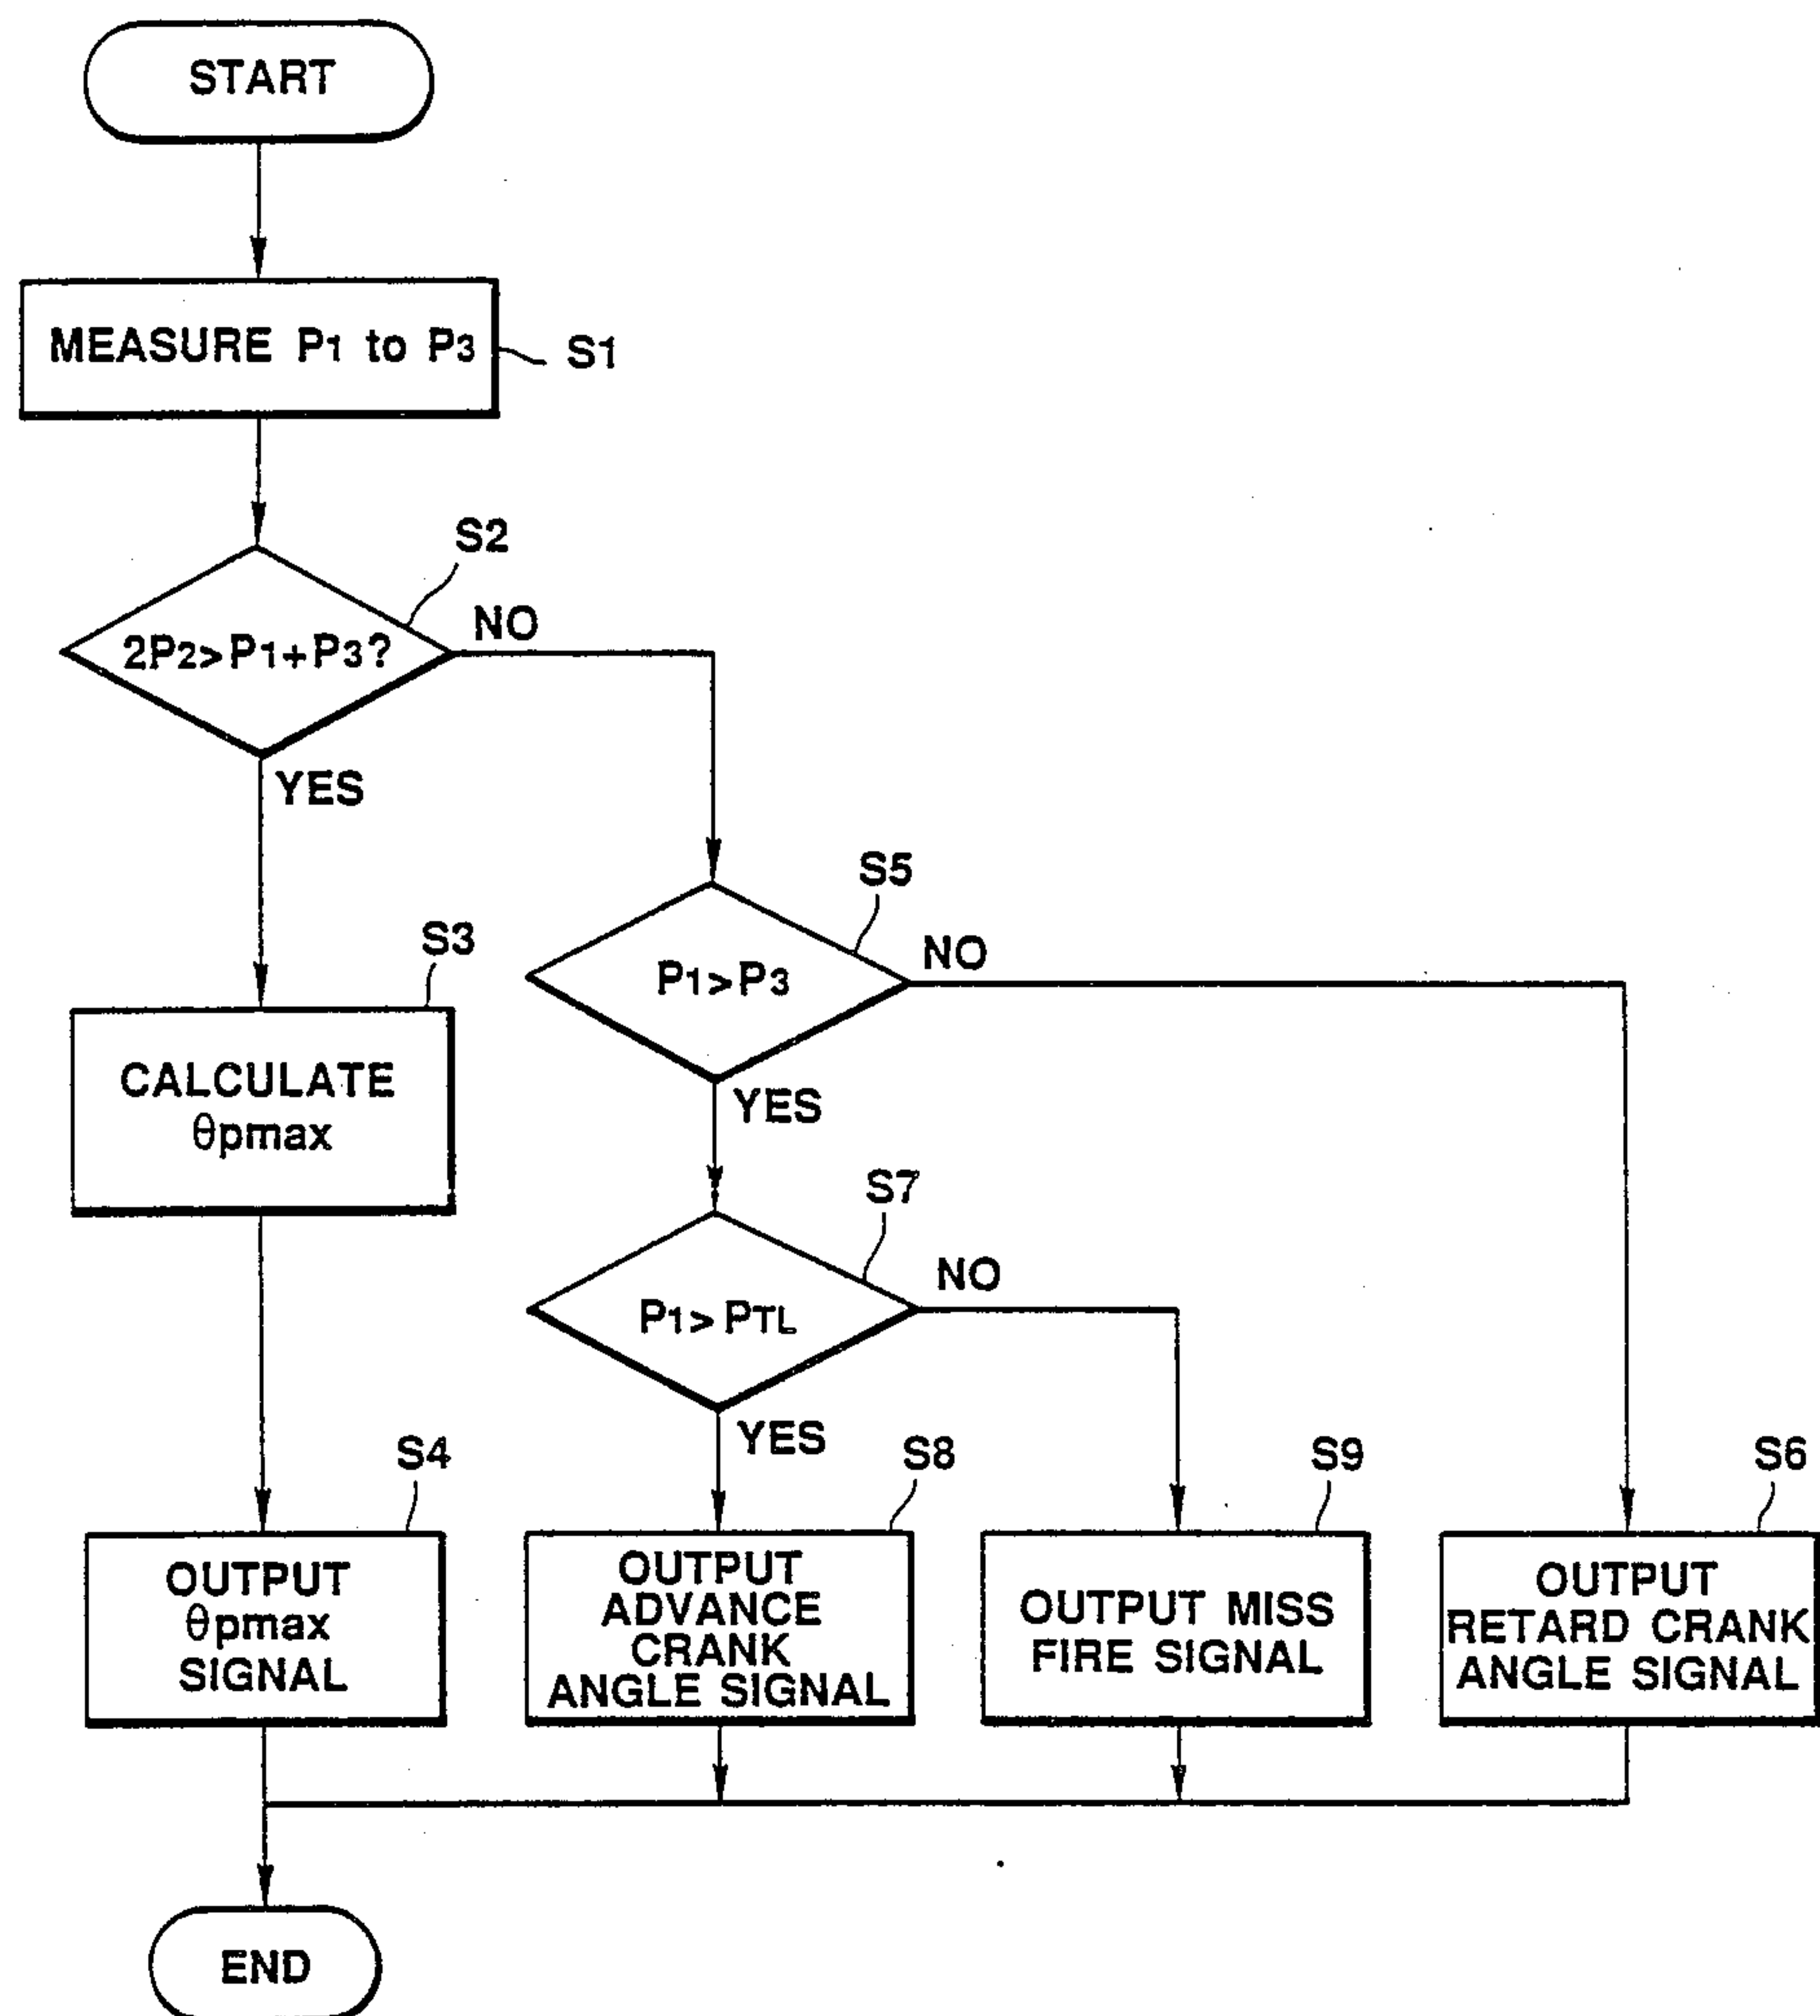 START
MEASURE P1 to P3
S1
S2
2P2>P1+P3?
NO
YES
S5
P1>P3
NO
YES
S3
CALCULATE
θpmax
S7
P1>PTL
NO
YES
S4
OUTPUT
θpmax
SIGNAL
S8
OUTPUT
ADVANCE
CRANK
ANGLE SIGNAL
S9
OUTPUT MISS
FIRE SIGNAL
S6
OUTPUT
RETARD CRANK
ANGLE SIGNAL
END